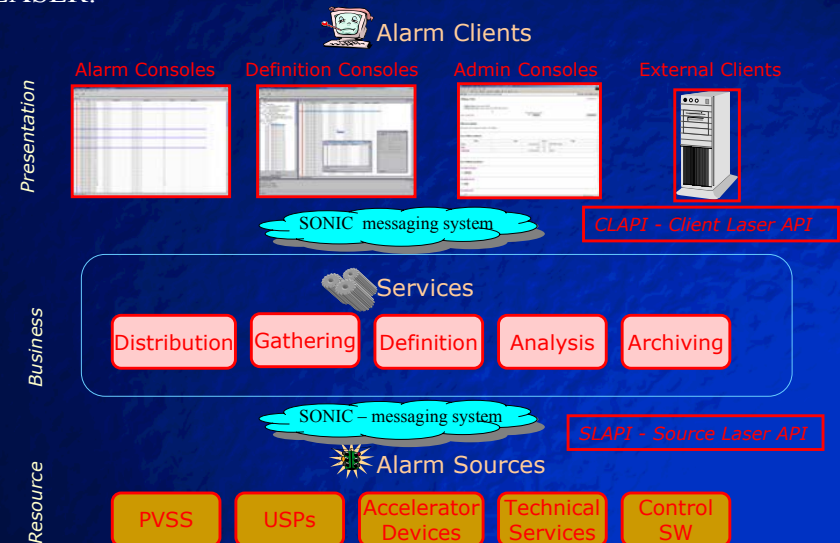 LASER.
Alarm Clients
Alarm Consoles
Definition Consoles
Admin Consoles
External Clients
Presentation
SONIC messaging system
CLAPI - Client Laser API
Services
Business
Distribution
Gathering
Definition
Analysis
Archiving
SONIC – messaging system
SLAPI - Source Laser API
Alarm Sources
Resource
PVSS
USPs
Accelerator
Devices
Technical
Services
Control
SW